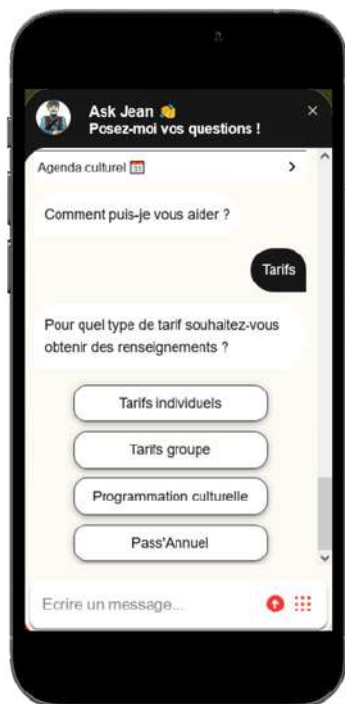 Ask Jean 👏
Posez-moi vos questions !
Agenda culturel 📅
Comment puis-je vous aider ?
Tarifs
Pour quel type de tarif souhaitez-vous
obtenir des renseignements ?
Tarifs individuels
Tarifs groupe
Programmation culturelle
Pass'Annuel
Ecrire un message...